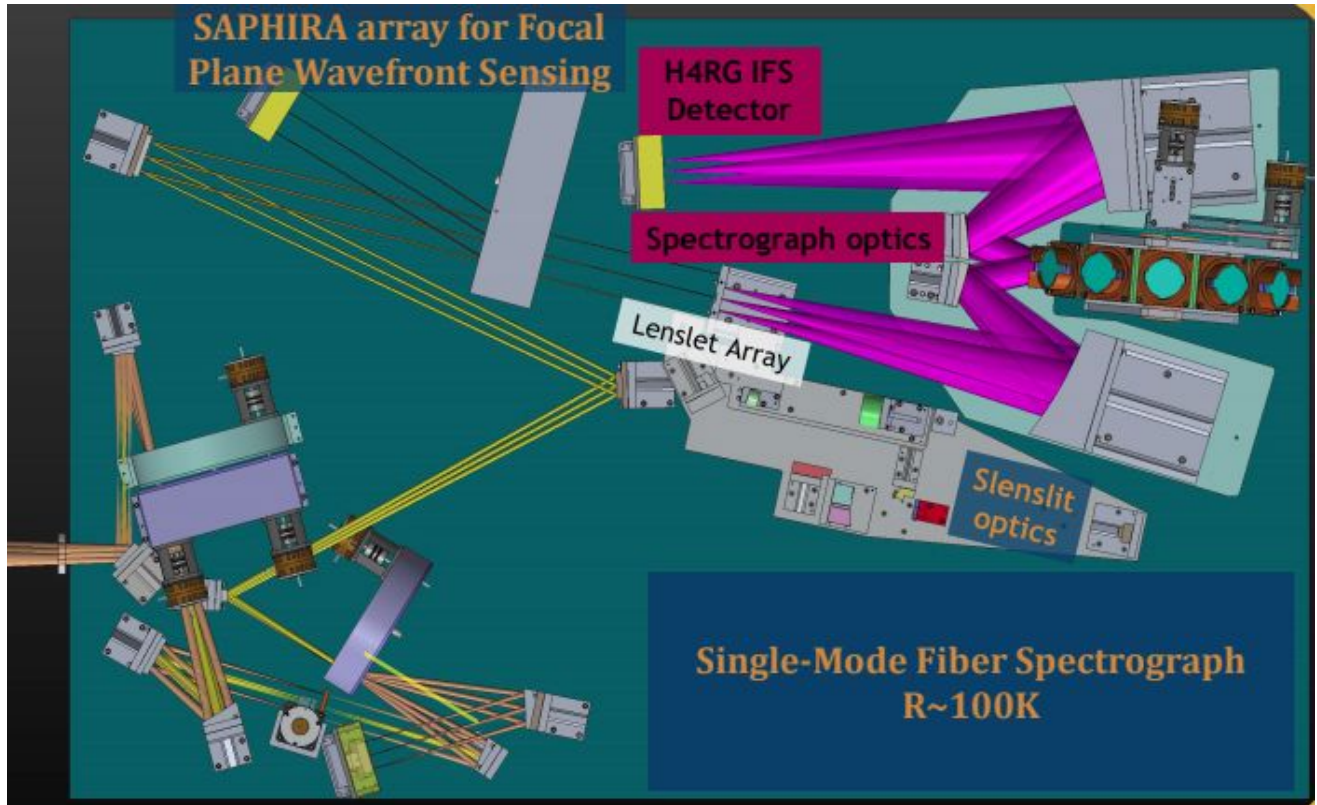 SAPHIRA array for Focal
Plane Wavefront Sensing
H4RG IFS
Detector
Spectrograph optics
Lenslet Array
Slenslit
optics
Single-Mode Fiber Spectrograph
R~100K